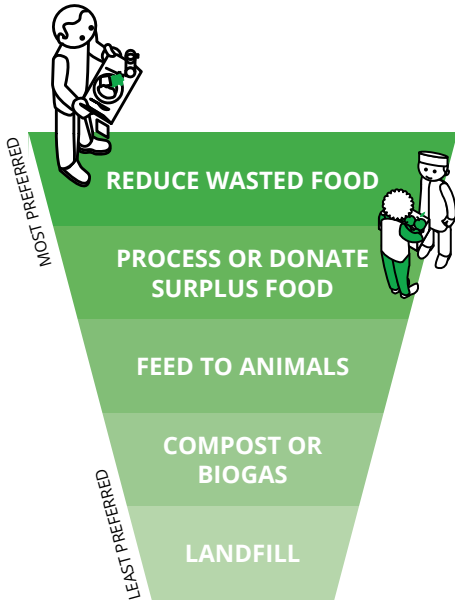 MOST PREFERRED
REDUCE WASTED FOOD
PROCESS OR DONATE
SURPLUS FOOD
FEED TO ANIMALS
COMPOST OR
BIOGAS
LEAST PREFERRED
LANDFILL